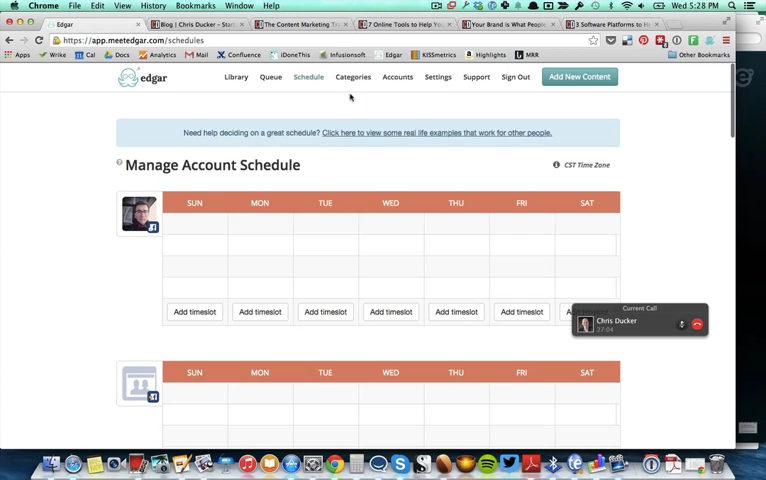 Chrome File Edit View History Bookmarks Window Help
Wed 5:28 PM
Edgar
Blog | Chris Ducker – Star
The Content Marketing T
7 Online Tools to Help You
Your Brand is What People
3 Software Platforms to H
https://app.meetedgar.com/schedules
Apps Wrike Cal Docs Analytics Mail Confluence iDoneThis Infusionsoft Edgar KISSmetrics Highlights MRR Other Bookmarks
edgar Library Queue Schedule Categories Accounts Settings Support Sign Out Add New Content
Need help deciding on a great schedule? Click here to view some real life examples that work for other people.
Manage Account Schedule CST Time Zone
SUN MON TUE WED THU FRI SAT
Add timeslot Add timeslot Add timeslot Add timeslot Add timeslot Add timeslot
Current Call
Chris Ducker
27:04
SUN MON TUE WED THU FRI SAT